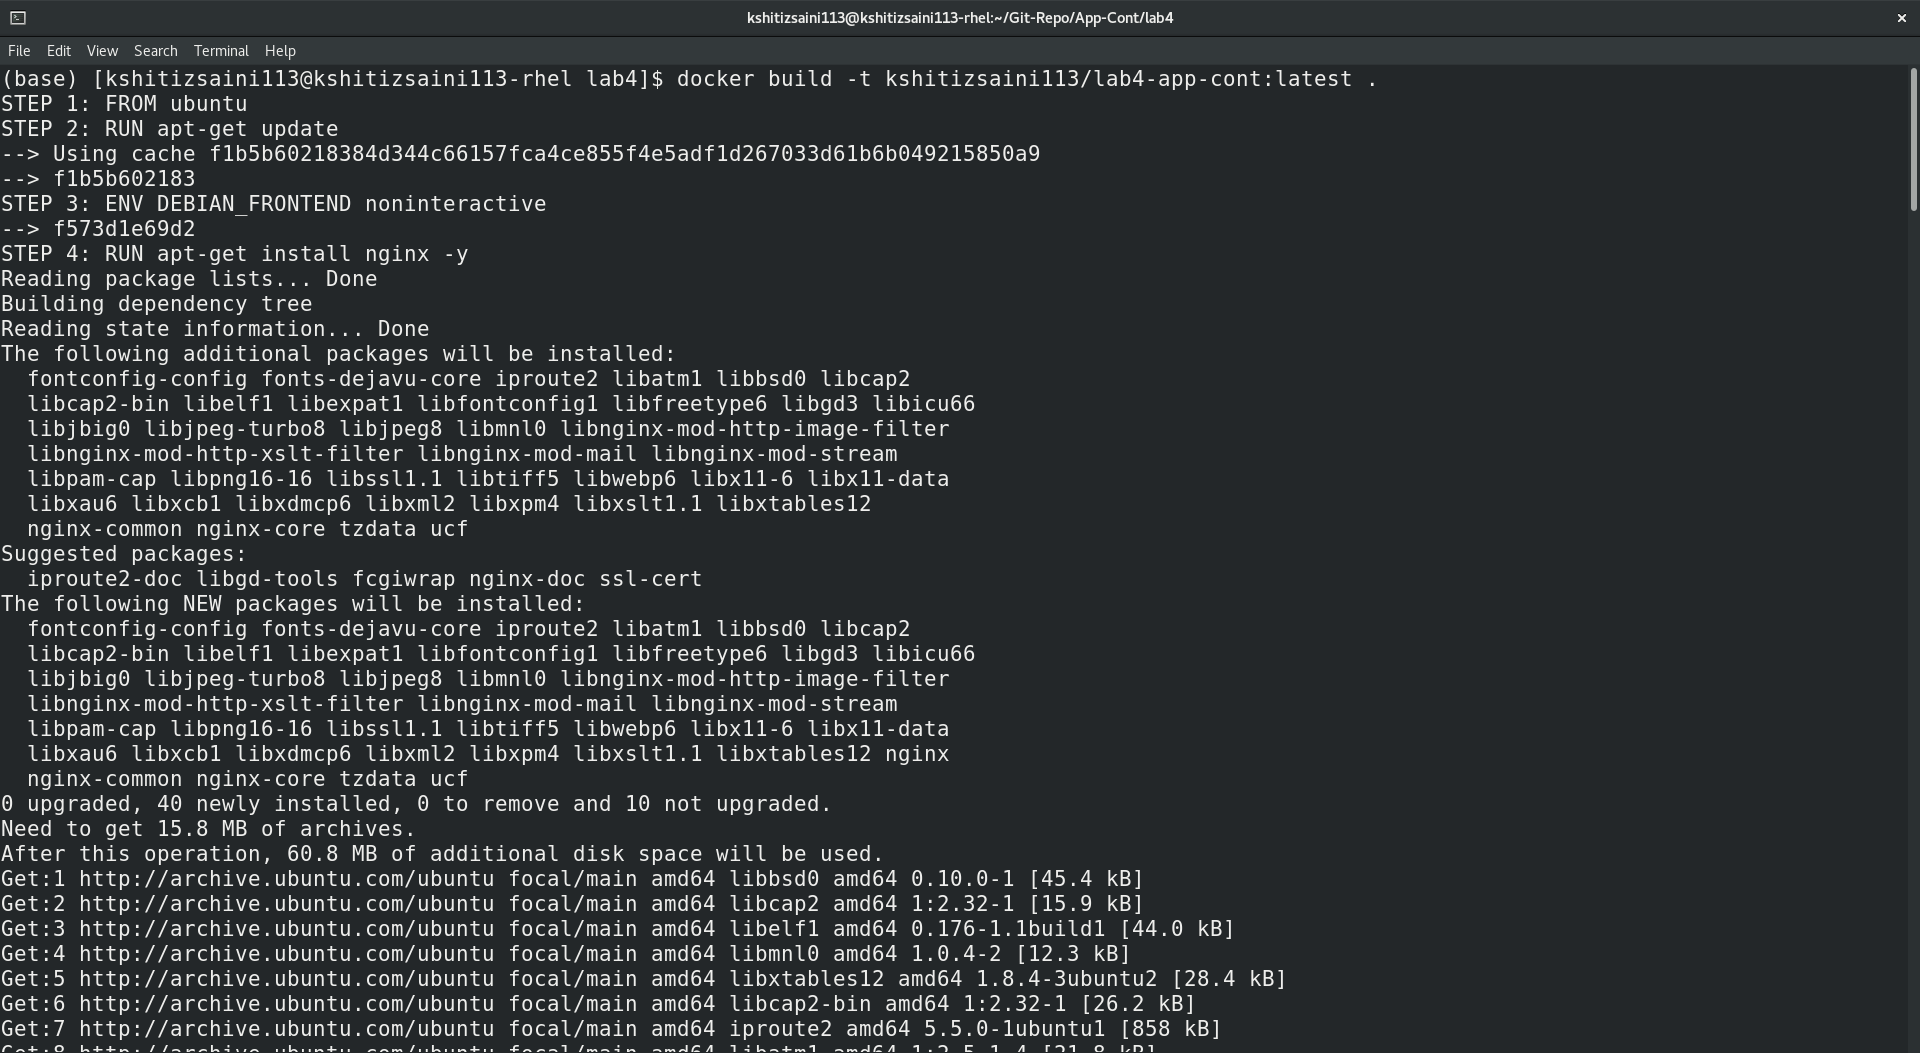 kshitizsaini113@kshitizsaini113-rhel:~/Git-Repo/App-Cont/lab4
File Edit View Search Terminal Help
(base) [kshitizsaini113@kshitizsaini113-rhel lab4]$ docker build -t kshitizsaini113/lab4-app-cont:latest .
STEP 1: FROM ubuntu
STEP 2: RUN apt-get update
--> Using cache f1b5b60218384d344c66157fca4ce855f4e5adf1d267033d61b6b049215850a9
--> f1b5b602183
STEP 3: ENV DEBIAN_FRONTEND noninteractive
--> f573d1e69d2
STEP 4: RUN apt-get install nginx -y
Reading package lists... Done
Building dependency tree
Reading state information... Done
The following additional packages will be installed:
  fontconfig-config fonts-dejavu-core iproute2 libatm1 libbsd0 libcap2
  libcap2-bin libelf1 libexpat1 libfontconfig1 libfreetype6 libgd3 libicu66
  libjbig0 libjpeg-turbo8 libjpeg8 libmnl0 libnginx-mod-http-image-filter
  libnginx-mod-http-xslt-filter libnginx-mod-mail libnginx-mod-stream
  libpam-cap libpng16-16 libssl1.1 libtiff5 libwebp6 libx11-6 libx11-data
  libxau6 libxcb1 libxdmcp6 libxml2 libxpm4 libxslt1.1 libxtables12
  nginx-common nginx-core tzdata ucf
Suggested packages:
  iproute2-doc libgd-tools fcgiwrap nginx-doc ssl-cert
The following NEW packages will be installed:
  fontconfig-config fonts-dejavu-core iproute2 libatm1 libbsd0 libcap2
  libcap2-bin libelf1 libexpat1 libfontconfig1 libfreetype6 libgd3 libicu66
  libjbig0 libjpeg-turbo8 libjpeg8 libmnl0 libnginx-mod-http-image-filter
  libnginx-mod-http-xslt-filter libnginx-mod-mail libnginx-mod-stream
  libpam-cap libpng16-16 libssl1.1 libtiff5 libwebp6 libx11-6 libx11-data
  libxau6 libxcb1 libxdmcp6 libxml2 libxpm4 libxslt1.1 libxtables12 nginx
  nginx-common nginx-core tzdata ucf
0 upgraded, 40 newly installed, 0 to remove and 10 not upgraded.
Need to get 15.8 MB of archives.
After this operation, 60.8 MB of additional disk space will be used.
Get:1 http://archive.ubuntu.com/ubuntu focal/main amd64 libbsd0 amd64 0.10.0-1 [45.4 kB]
Get:2 http://archive.ubuntu.com/ubuntu focal/main amd64 libcap2 amd64 1:2.32-1 [15.9 kB]
Get:3 http://archive.ubuntu.com/ubuntu focal/main amd64 libelf1 amd64 0.176-1.1build1 [44.0 kB]
Get:4 http://archive.ubuntu.com/ubuntu focal/main amd64 libmnl0 amd64 1.0.4-2 [12.3 kB]
Get:5 http://archive.ubuntu.com/ubuntu focal/main amd64 libxtables12 amd64 1.8.4-3ubuntu2 [28.4 kB]
Get:6 http://archive.ubuntu.com/ubuntu focal/main amd64 libcap2-bin amd64 1:2.32-1 [26.2 kB]
Get:7 http://archive.ubuntu.com/ubuntu focal/main amd64 iproute2 amd64 5.5.0-1ubuntu1 [858 kB]
Get:8 http://archive.ubuntu.com/ubuntu focal/main amd64 libatm1 amd64 1:2.5.1-4 [21.8 kB]